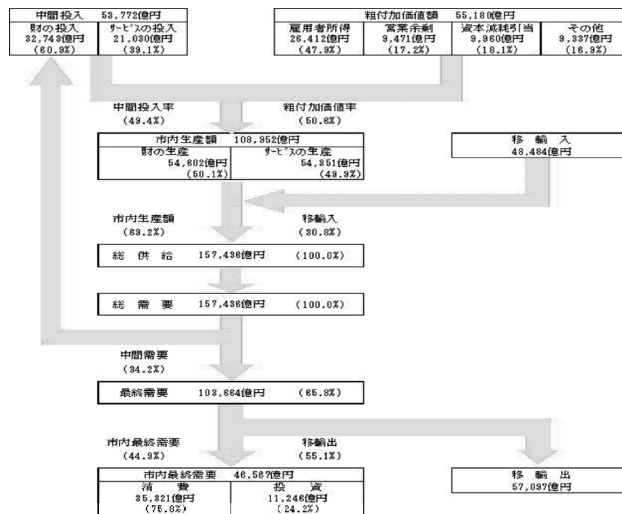 中間投入 53,772億円
財の投入 サービスの投入
32,743億円 21,030億円
(60.9%) (39.1%)
粗付加価値額 55,180億円
雇用者所得 営業余剰 資本減耗引当 その他
26,412億円 9,471億円 9,960億円 9,337億円
(47.9%) (17.2%) (18.1%) (16.9%)
中間投入率 粗付加価値率
(49.4%) (50.6%)
市内生産額 108,952億円
財の生産 サービスの生産
54,602億円 54,351億円
(50.1%) (49.9%)
移輸入
48,484億円
市内生産額 移輸入
(69.2%) (30.8%)
総供給 157,436億円 (100.0%)
総需要 157,436億円 (100.0%)
中間需要
(34.2%)
最終需要 103,664億円 (65.8%)
市内最終需要 移輸出
(44.9%) (55.1%)
市内最終需要 46,567億円
消費 投資
35,321億円 11,246億円
(75.8%) (24.2%)
移輸出
57,097億円